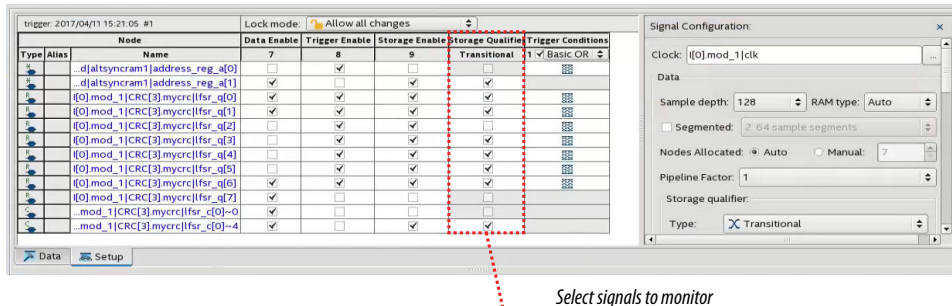 trigger: 2017/04/11 15:21:05 #1 Lock mode: Allow all changes
Node Data Enable Trigger Enable Storage Enable Storage Qualifier Trigger Conditions
Type Alias Name 7 8 9 Transitional 1 Basic OR
...d|altsyncram1|address_reg_a[0]
...d|altsyncram1|address_reg_a[1]
I[0].mod_1|CRC[3].mycrc|lfsr_q[0]
I[0].mod_1|CRC[3].mycrc|lfsr_q[1]
I[0].mod_1|CRC[3].mycrc|lfsr_q[2]
I[0].mod_1|CRC[3].mycrc|lfsr_q[3]
I[0].mod_1|CRC[3].mycrc|lfsr_q[4]
I[0].mod_1|CRC[3].mycrc|lfsr_q[5]
I[0].mod_1|CRC[3].mycrc|lfsr_q[6]
I[0].mod_1|CRC[3].mycrc|lfsr_q[7]
...mod_1|CRC[3].mycrc|lfsr_c[0]~0
...mod_1|CRC[3].mycrc|lfsr_c[0]~4
Data Setup
Signal Configuration:
Clock: I[0].mod_1|clk ...
Data
Sample depth: 128 RAM type: Auto
Segmented: 2 64 sample segments
Nodes Allocated: Auto Manual: 7
Pipeline Factor: 1
Storage qualifier:
Type: Transitional
Select signals to monitor